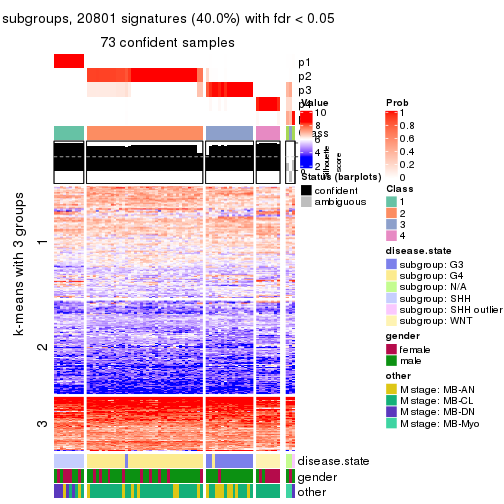 subgroups, 20801 signatures (40.0%) with fdr < 0.05
73 confident samples
p1
p2
p3
k-means with 3 groups
1
2
3
Value
10
8
6
4
2
Silhouette
score
Status (barplots)
confident
ambiguous
Prob
1
0.8
0.6
0.4
0.2
0
Class
1
2
3
4
disease.state
subgroup: G3
subgroup: G4
subgroup: N/A
subgroup: SHH
subgroup: SHH outlier
subgroup: WNT
gender
female
male
other
M stage: MB-AN
M stage: MB-CL
M stage: MB-DN
M stage: MB-Myo
disease.state
gender
other